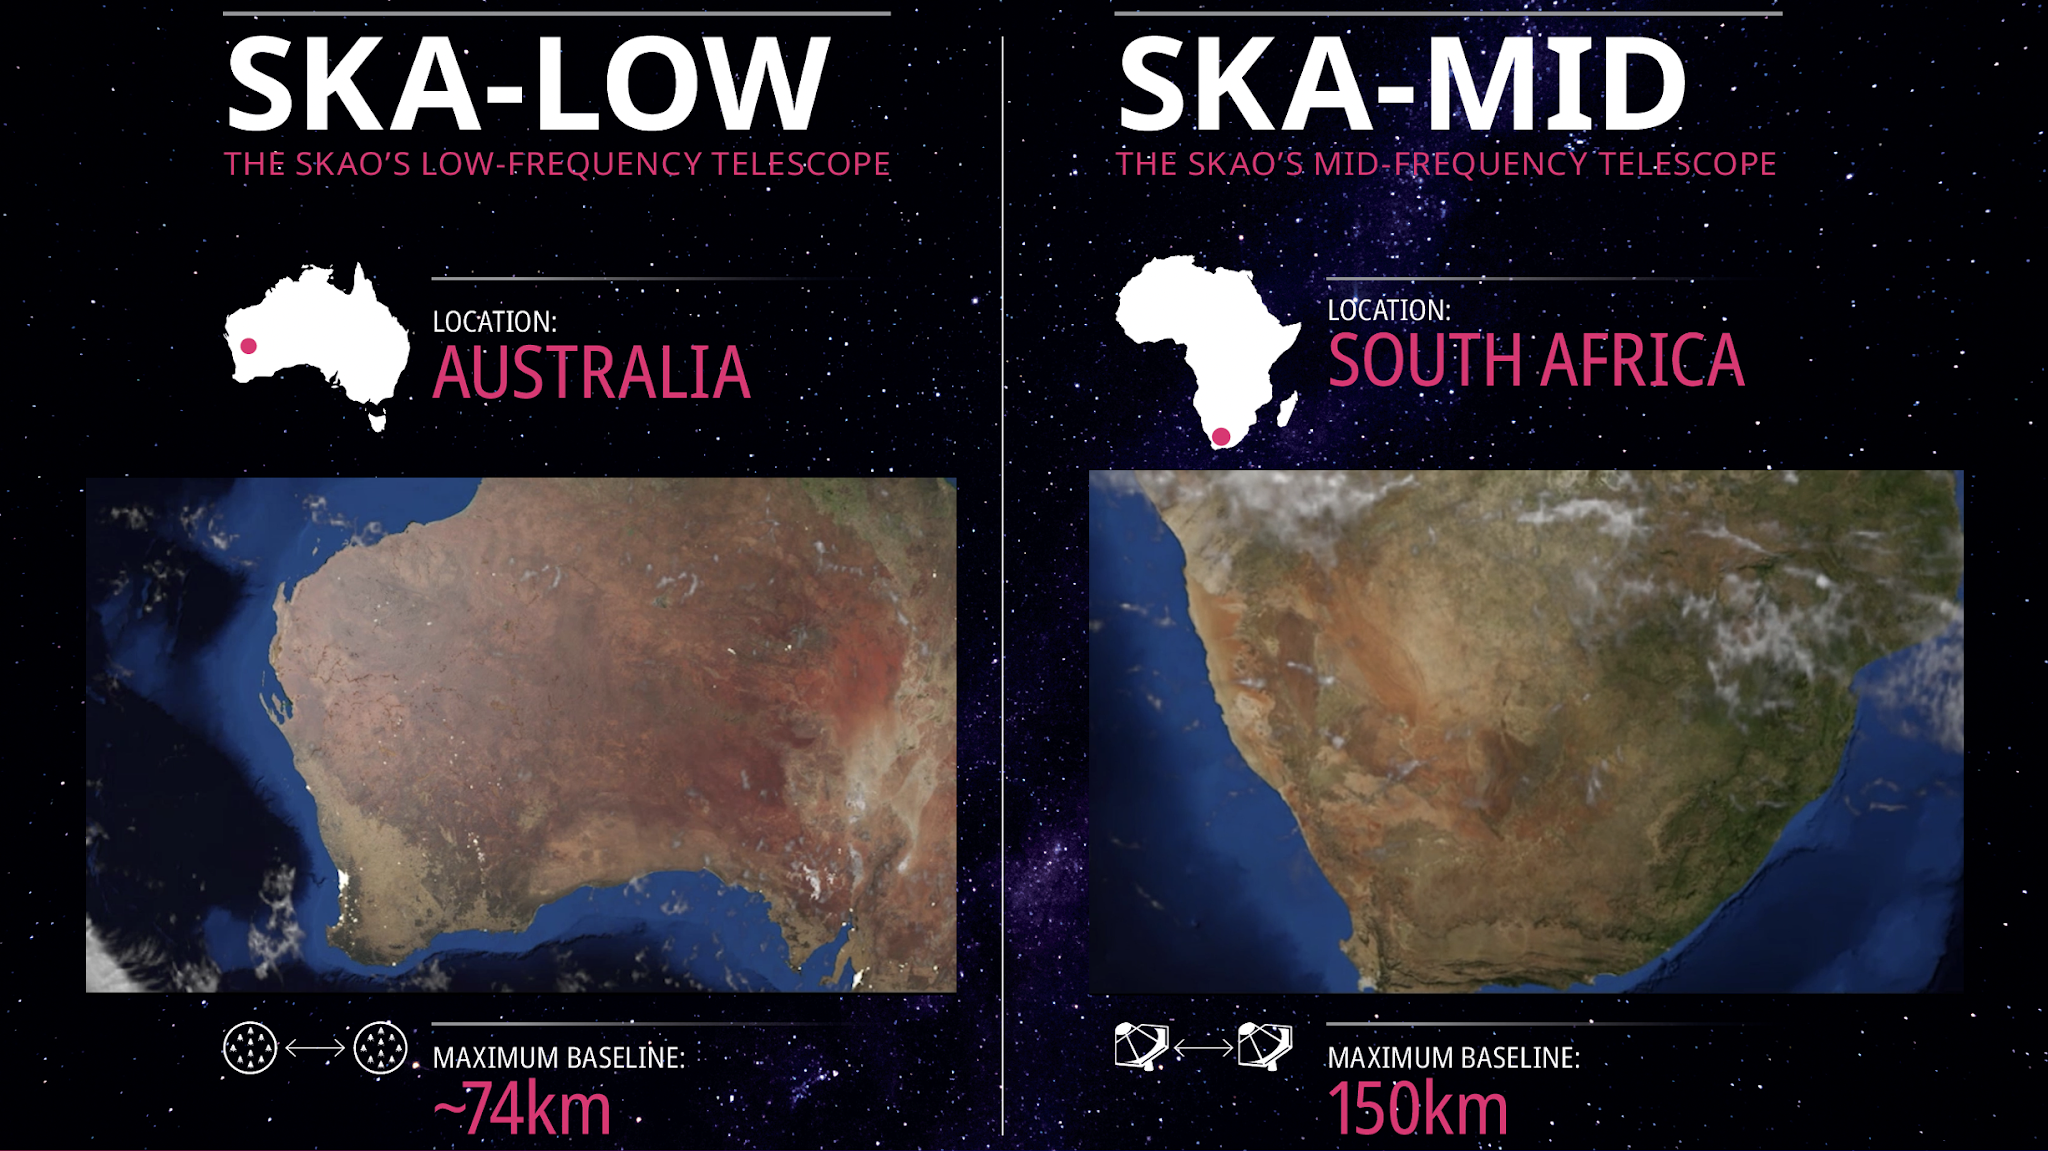 SKA-LOW
THE SKAO’S LOW-FREQUENCY TELESCOPE
LOCATION:
AUSTRALIA
MAXIMUM BASELINE:
~74km
SKA-MID
THE SKAO’S MID-FREQUENCY TELESCOPE
LOCATION:
SOUTH AFRICA
MAXIMUM BASELINE:
150km